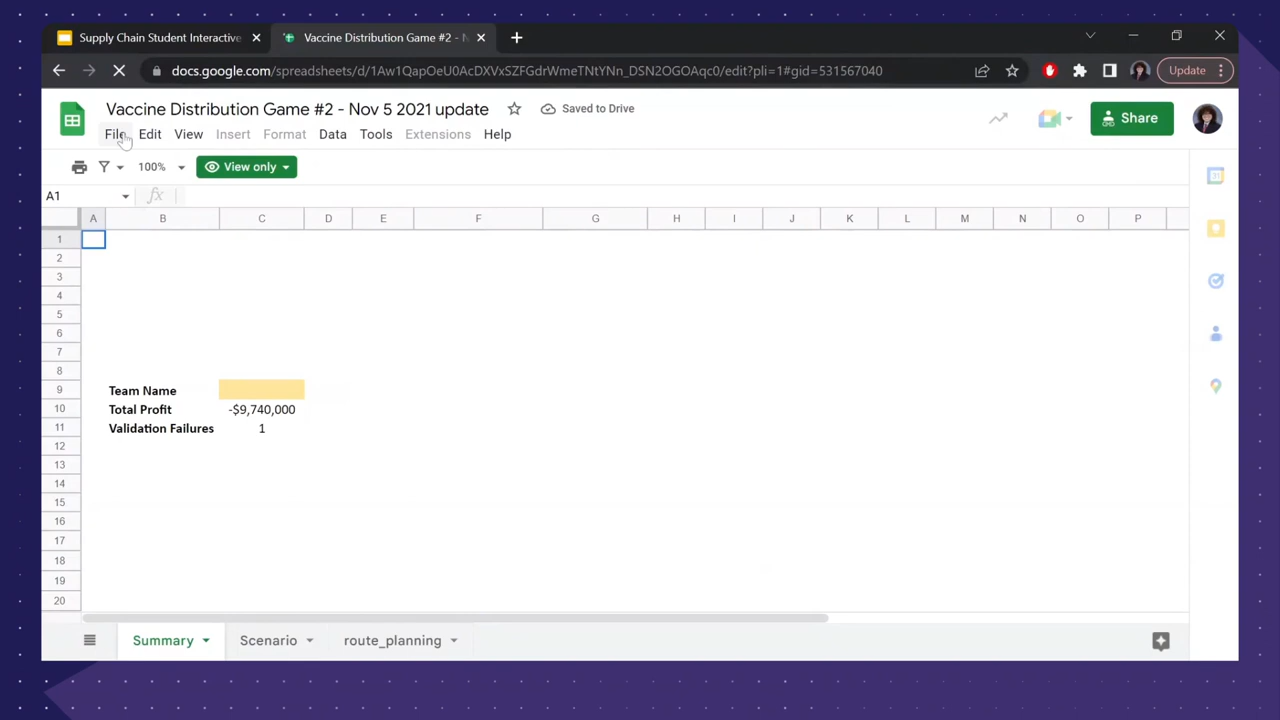 Supply Chain Student Interactive
Vaccine Distribution Game #2 - N
docs.google.com/spreadsheets/d/1Aw1QapOeU0AcDXVxSZFGdrWmeTNtYNn_DSN2OGOAqc0/edit?pli=1#gid=531567040
Update
Vaccine Distribution Game #2 - Nov 5 2021 update
Saved to Drive
File Edit View Insert Format Data Tools Extensions Help
Share
100%
View only
A1
fx
A B C D E F G H I J K L M N O P
1
2
3
4
5
6
7
8
9 Team Name
10 Total Profit -$9,740,000
11 Validation Failures 1
12
13
14
15
16
17
18
19
20
Summary Scenario route_planning